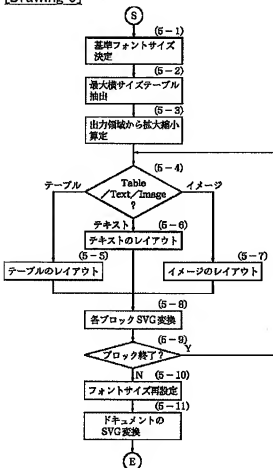 S
(5-1)
基準フォントサイズ
決定
(5-2)
最大横サイズテーブル
抽出
(5-3)
出力領域から拡大縮小
算定
(5-4)
テーブル
Table
/Text/Image
?
イメージ
テキスト
(5-6)
テキストのレイアウト
(5-5)
テーブルのレイアウト
(5-7)
イメージのレイアウト
(5-8)
各ブロックSVG変換
(5-9)
ブロック終了?
Y
N
(5-10)
フォントサイズ再設定
(5-11)
ドキュメントの
SVG変換
E